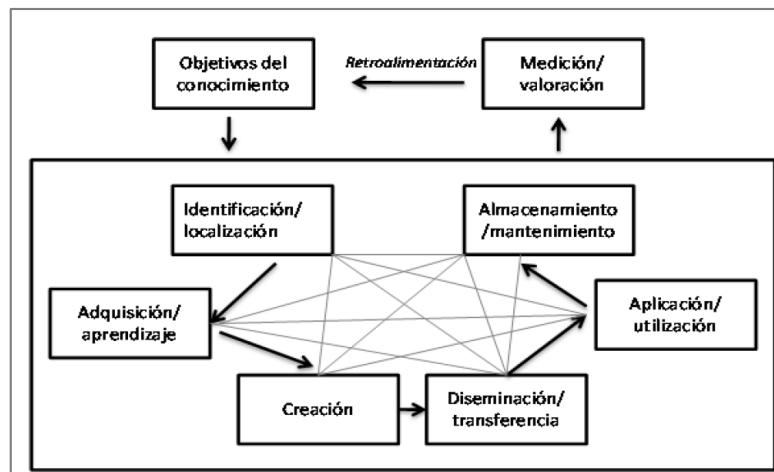 Objetivos del
conocimiento
Retroalimentación
Medición/
valoración
Identificación/
localización
Almacenamiento
/mantenimiento
Adquisición/
aprendizaje
Aplicación/
utilización
Creación
Diseminación/
transferencia